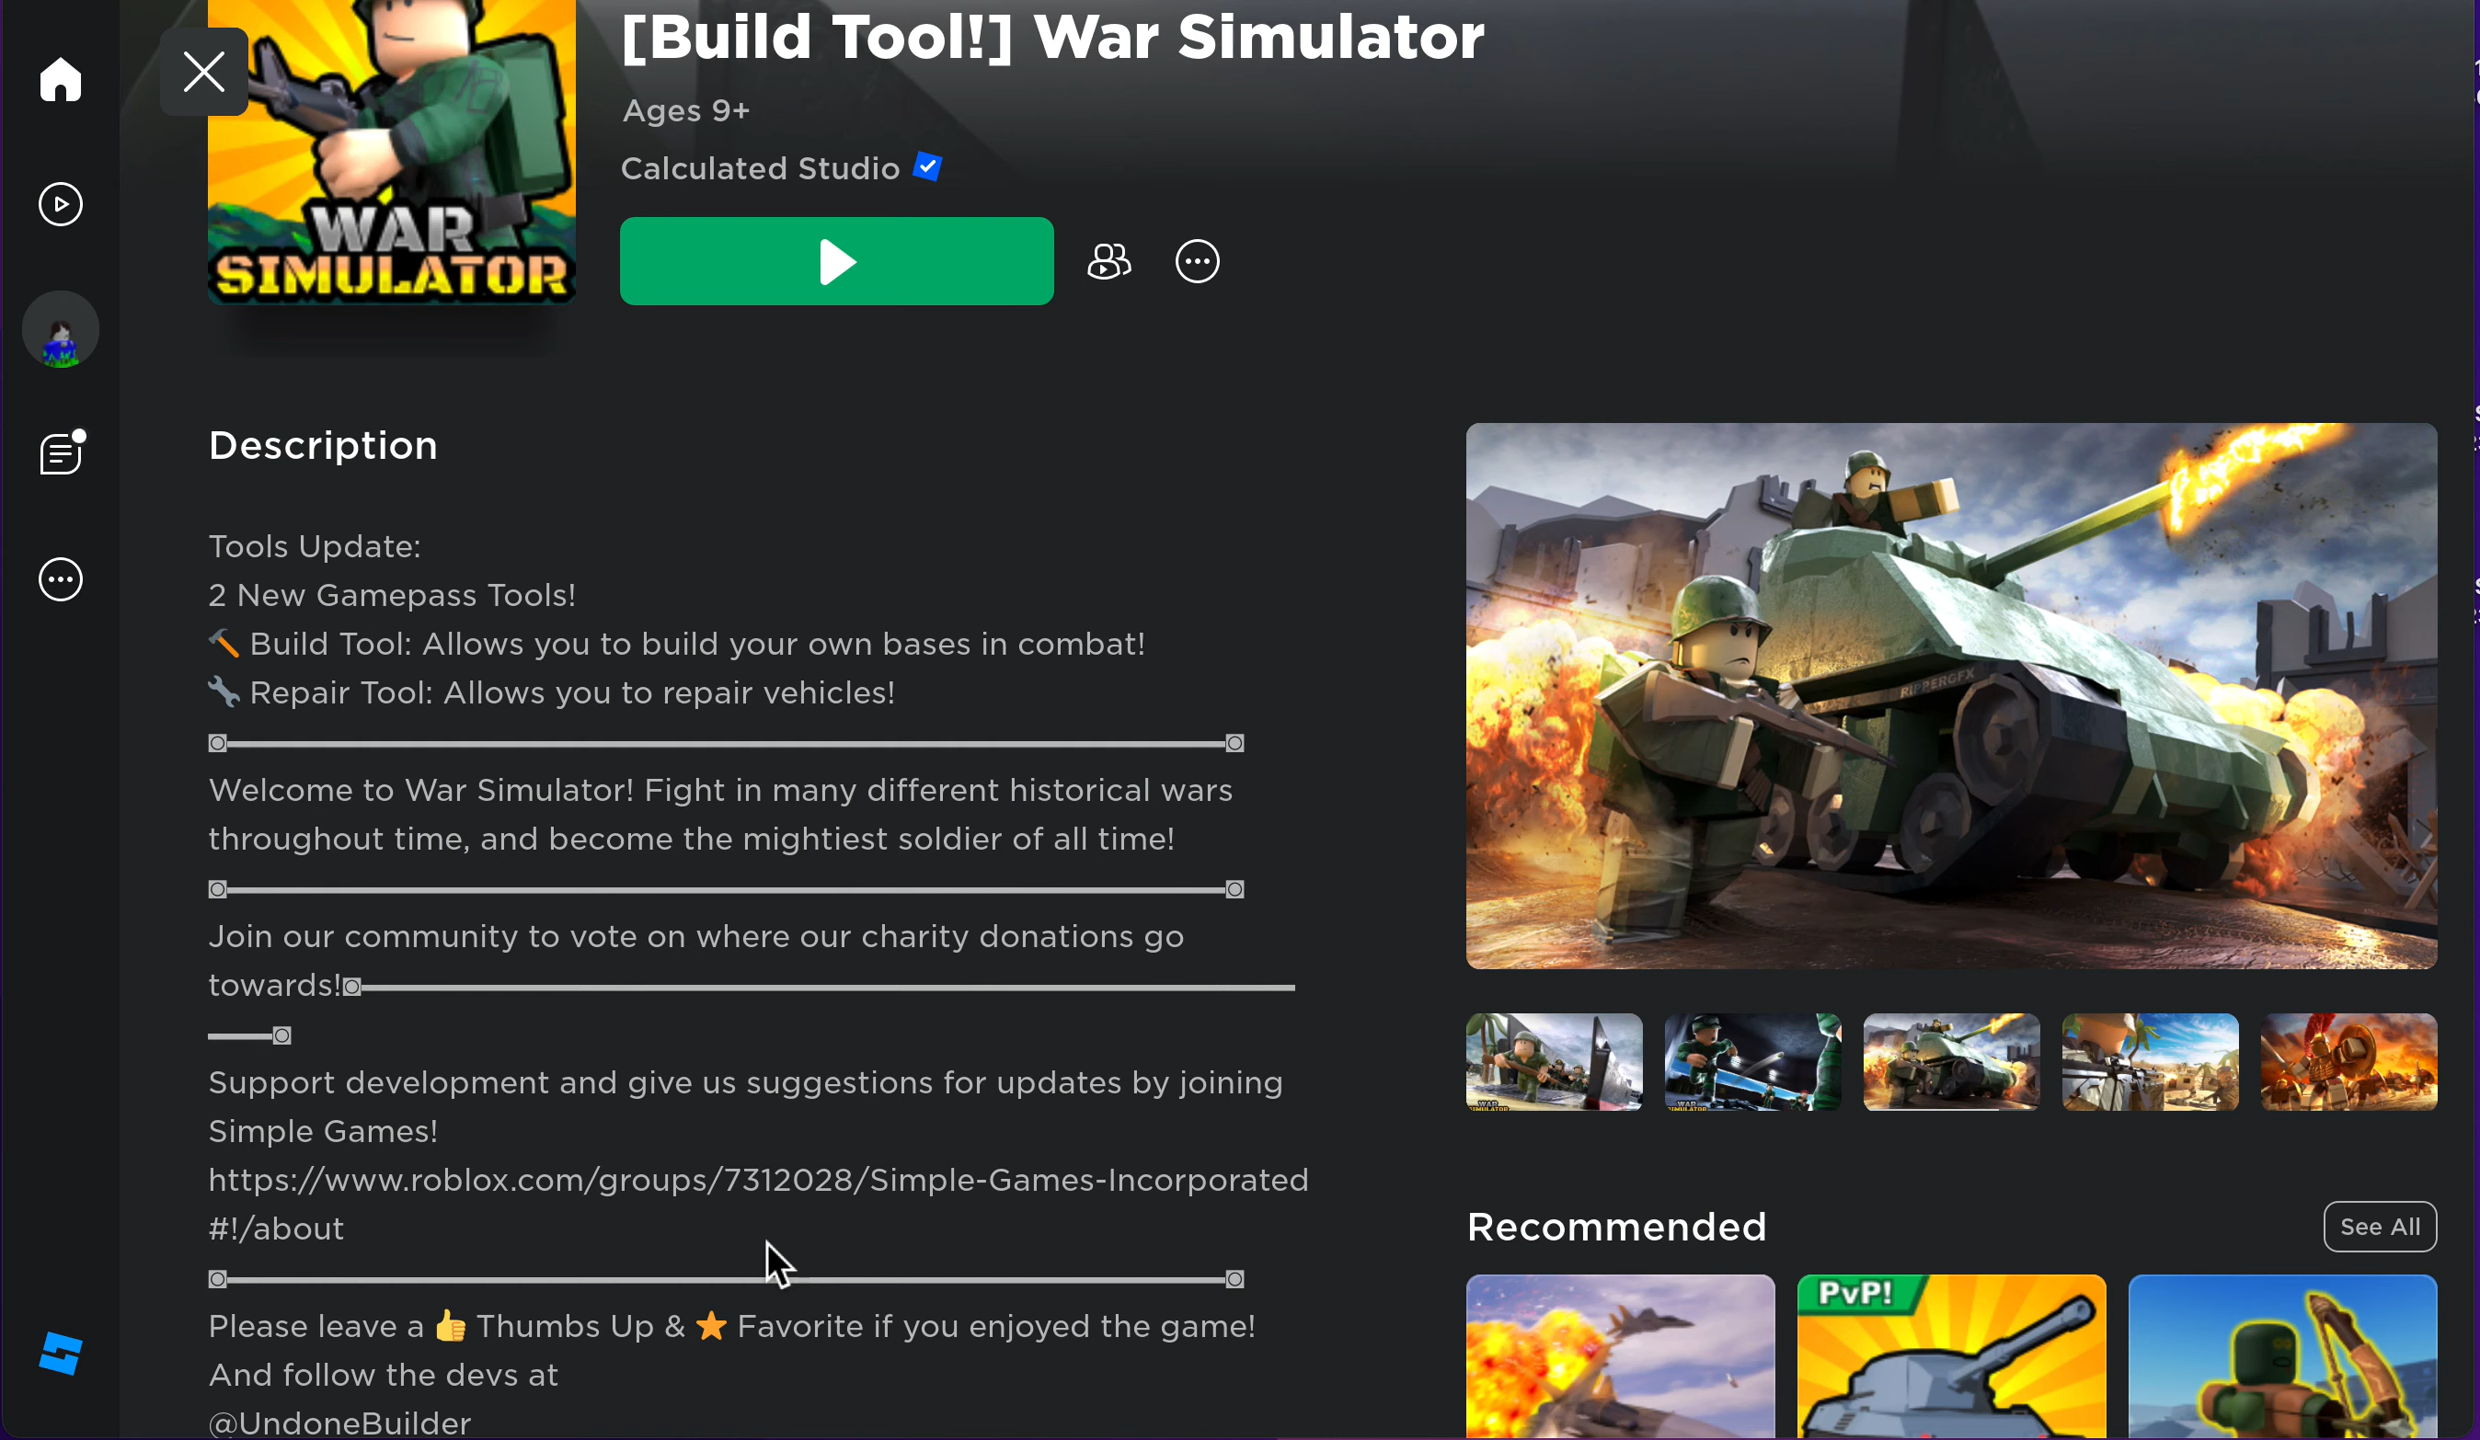 [Build Tool!] War Simulator
Ages 9+
Calculated Studio
WAR
SIMULATOR
Description
Tools Update:
2 New Gamepass Tools!
🔨 Build Tool: Allows you to build your own bases in combat!
🔧 Repair Tool: Allows you to repair vehicles!
Welcome to War Simulator! Fight in many different historical wars
throughout time, and become the mightiest soldier of all time!
Join our community to vote on where our charity donations go
towards!
Support development and give us suggestions for updates by joining
Simple Games!
https://www.roblox.com/groups/7312028/Simple-Games-Incorporated
#!/about
Please leave a 👍 Thumbs Up & ⭐ Favorite if you enjoyed the game!
And follow the devs at
@UndoneBuilder
RIPPERGFX
WAR
SIMULATOR
WAR
SIMULATOR
Recommended
See All
PvP!